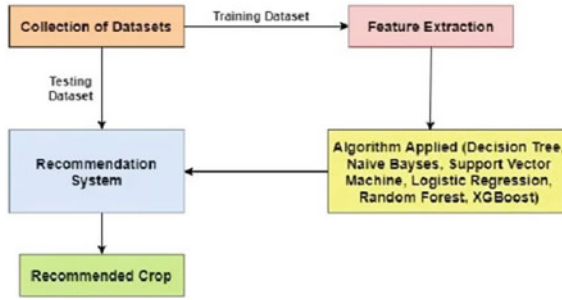 Collection of Datasets
Training Dataset
Feature Extraction
Testing
Dataset
Recommendation
System
Algorithm Applied (Decision Tree,
Naive Bayses, Support Vector
Machine, Logistic Regression,
Random Forest, XGBoost)
Recommended Crop